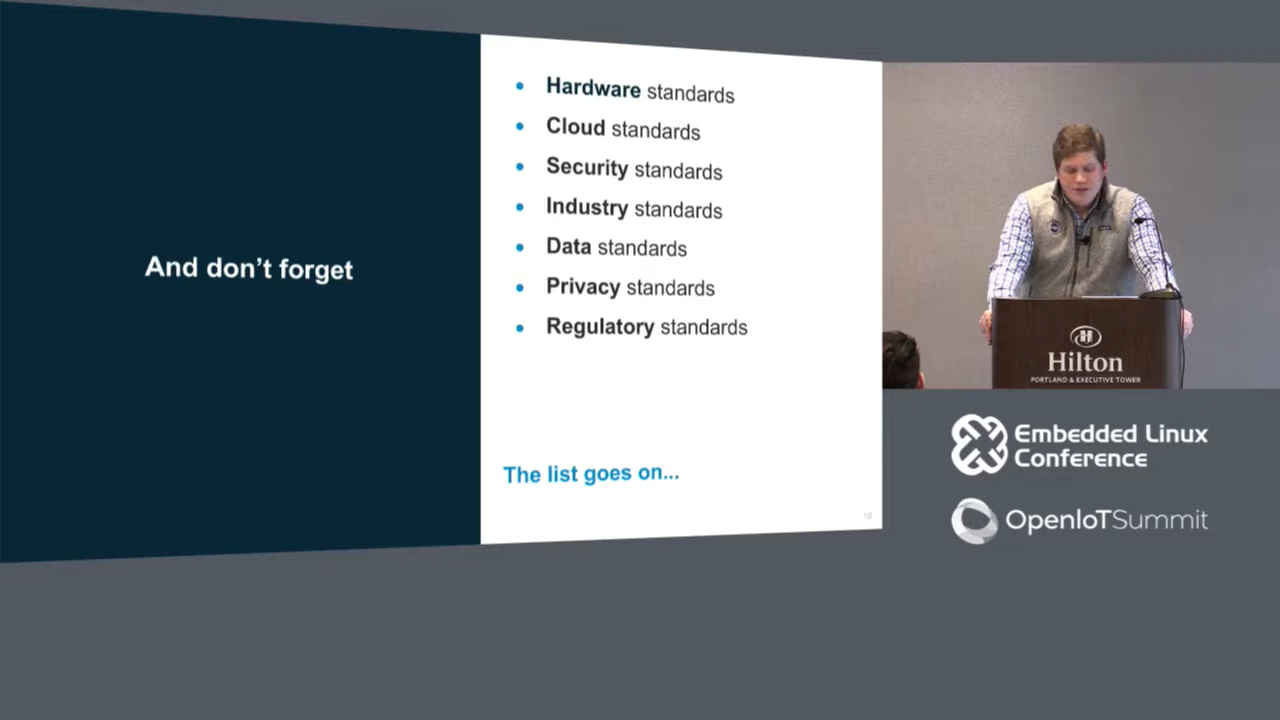 And don't forget
Hardware standards
Cloud standards
Security standards
Industry standards
Data standards
Privacy standards
Regulatory standards
The list goes on...
18
Hilton
PORTLAND & EXECUTIVE TOWER
Embedded Linux
Conference
OpenIoTSummit